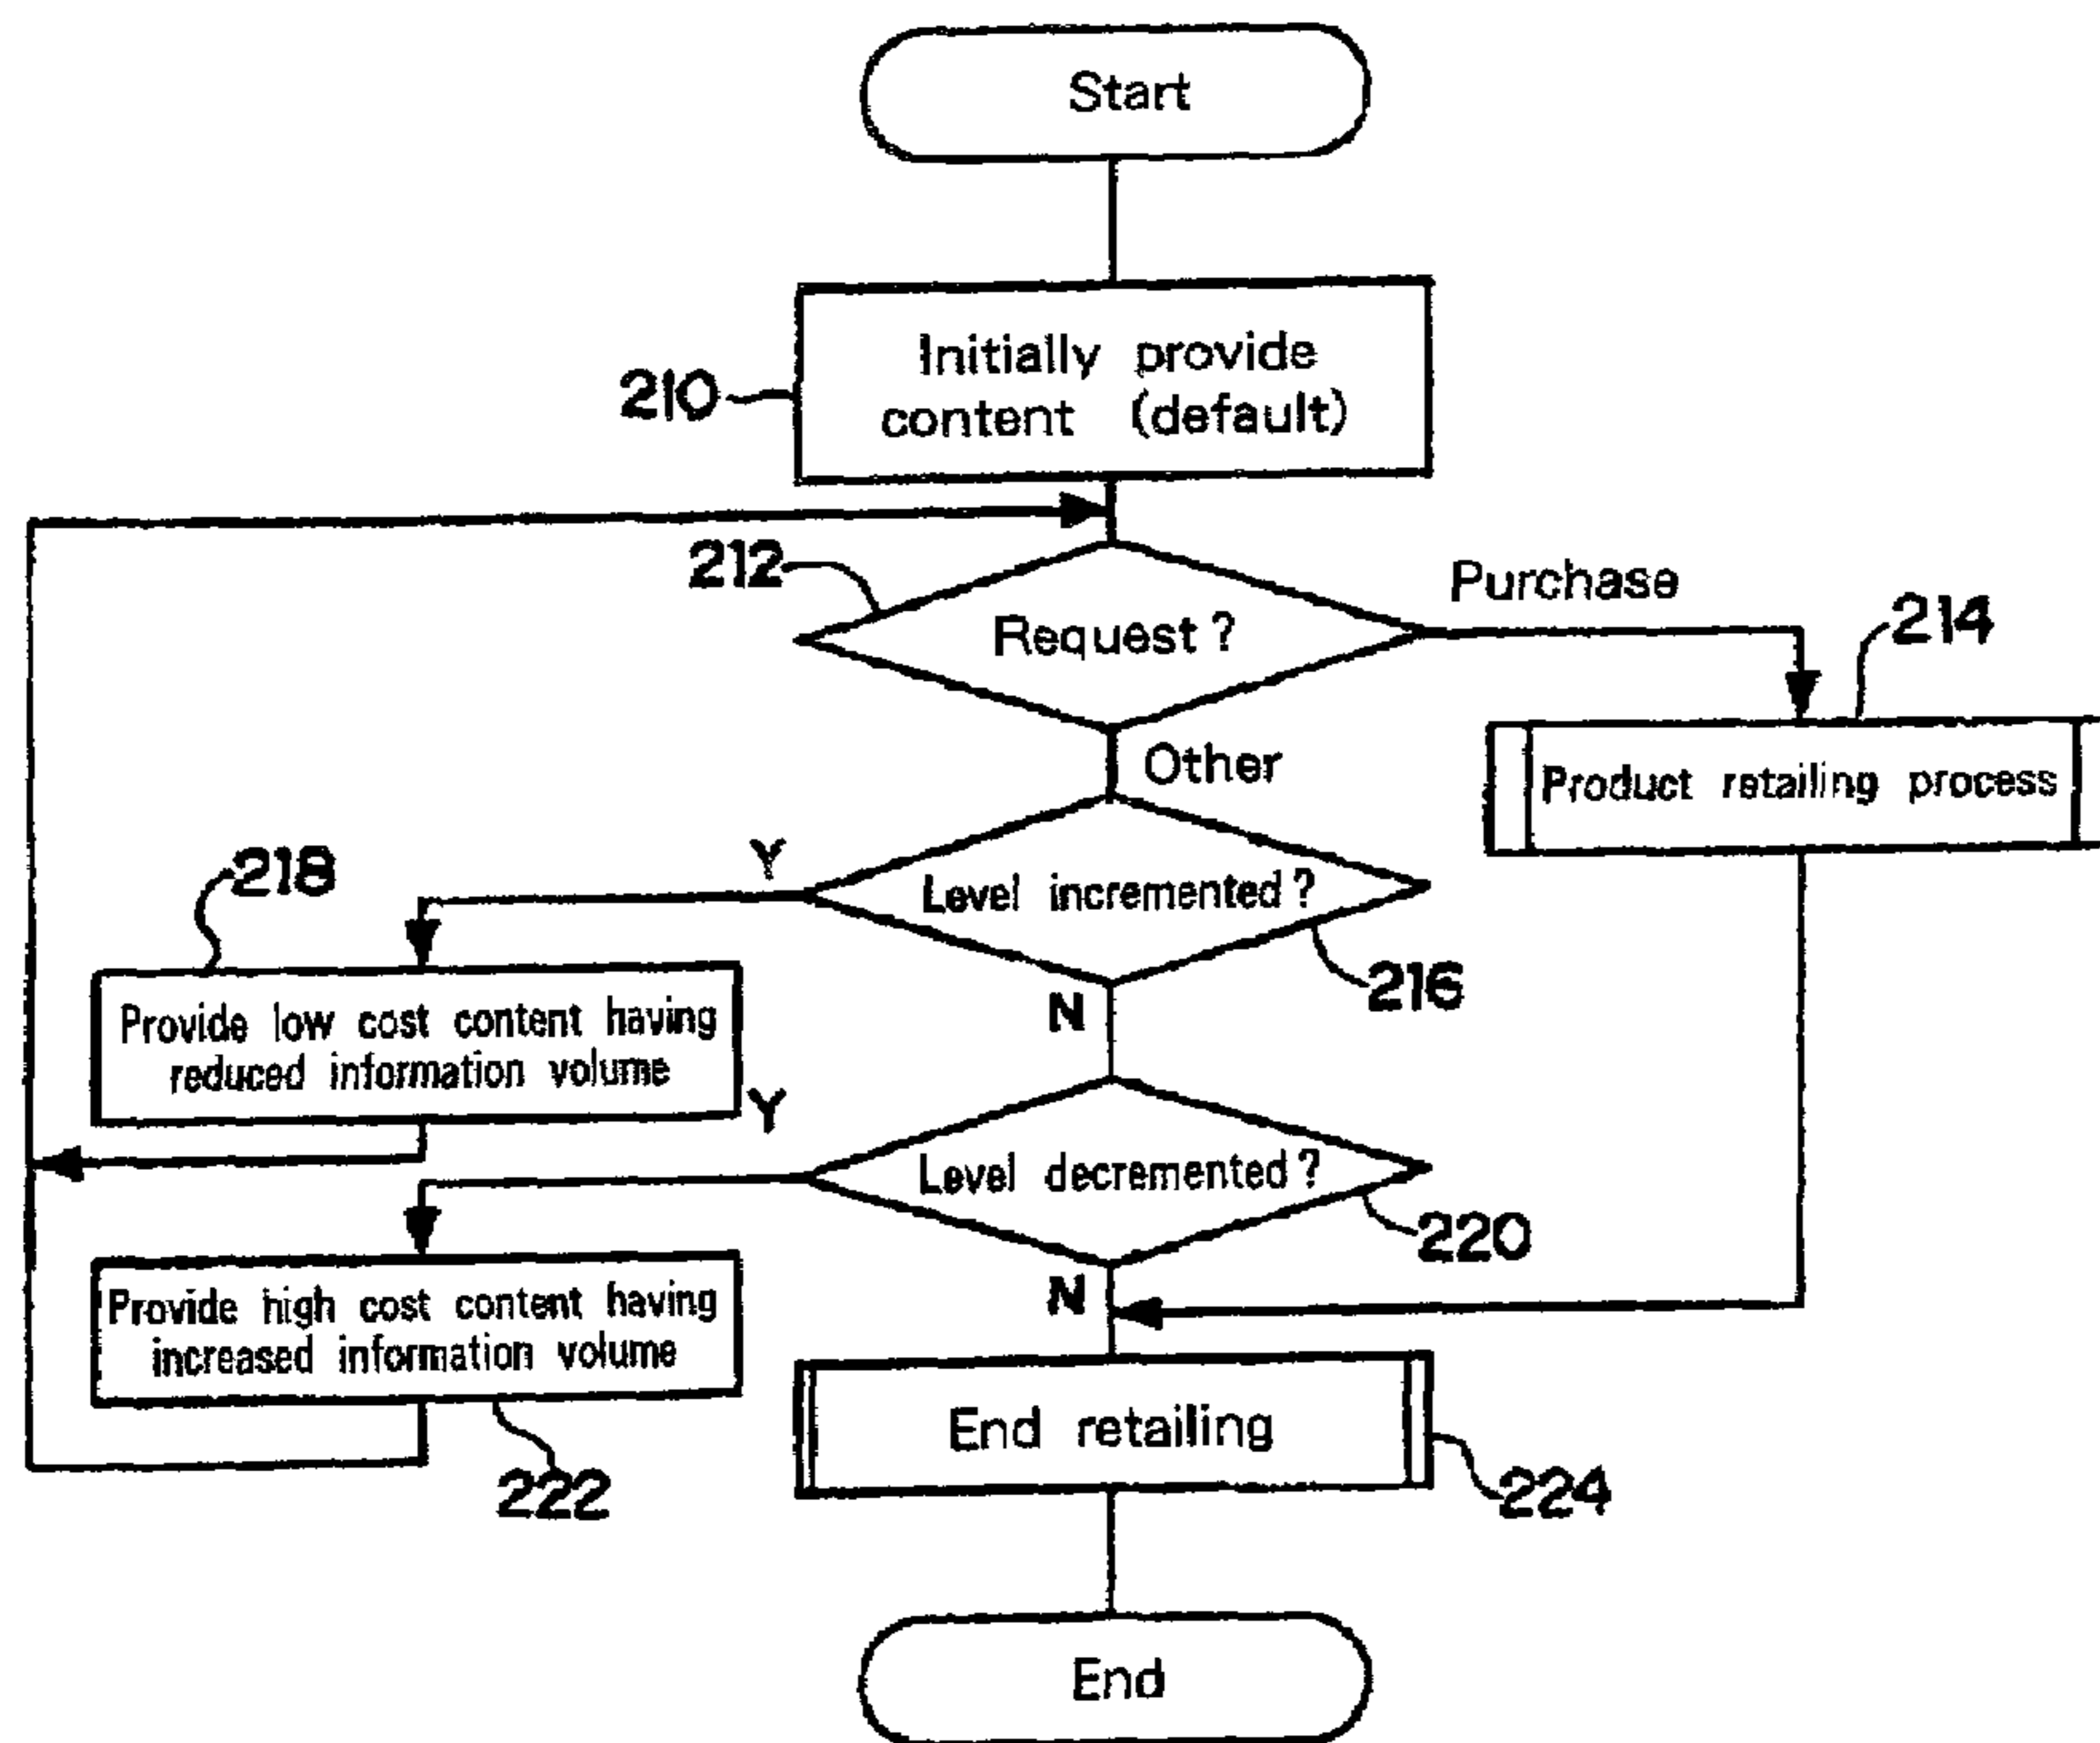 Start
Initially provide
content (default)
210
212
Request?
Purchase
214
Other
Product retailing process
218
Y
Level incremented?
216
N
Provide low cost content having
reduced information volume
Y
Level decremented?
220
N
Provide high cost content having
increased information volume
222
End retailing
224
End